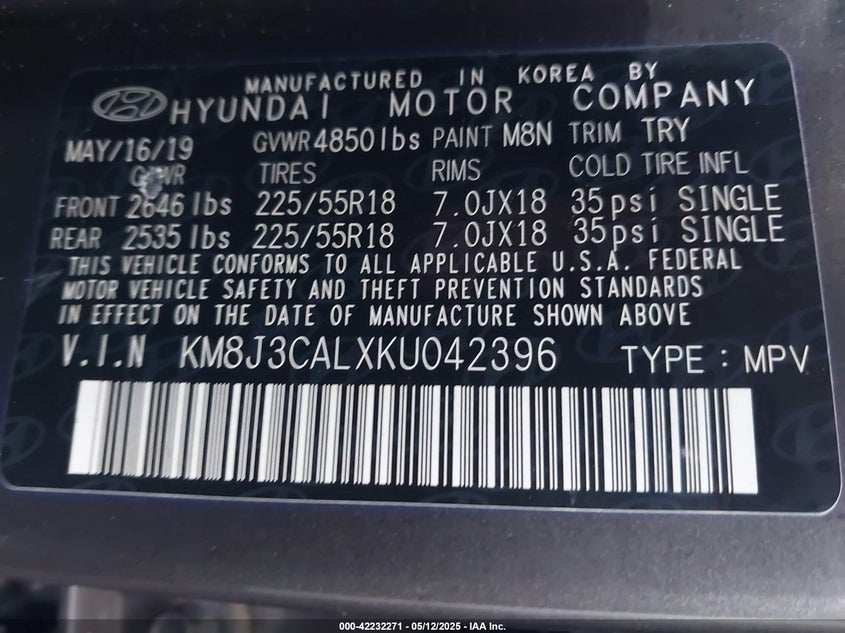 MANUFACTURED IN KOREA BY
HYUNDAI MOTOR COMPANY
MAY/16/19 GVWR 4850 lbs PAINT M8N TRIM TRY
TIRES RIMS COLD TIRE INFL
FRONT 2646 lbs 225/55R18 7.0JX18 35psi SINGLE
REAR 2535 lbs 225/55R18 7.0JX18 35psi SINGLE
THIS VEHICLE CONFORMS TO ALL APPLICABLE U.S.A. FEDERAL
MOTOR VEHICLE SAFETY AND THEFT PREVENTION STANDARDS
IN EFFECT ON THE DATE OF MANUFACTURE SHOWN ABOVE
V.I.N KM8J3CALXKU042396 TYPE: MPV
000-42232271 - 05/12/2025 - IAA Inc.